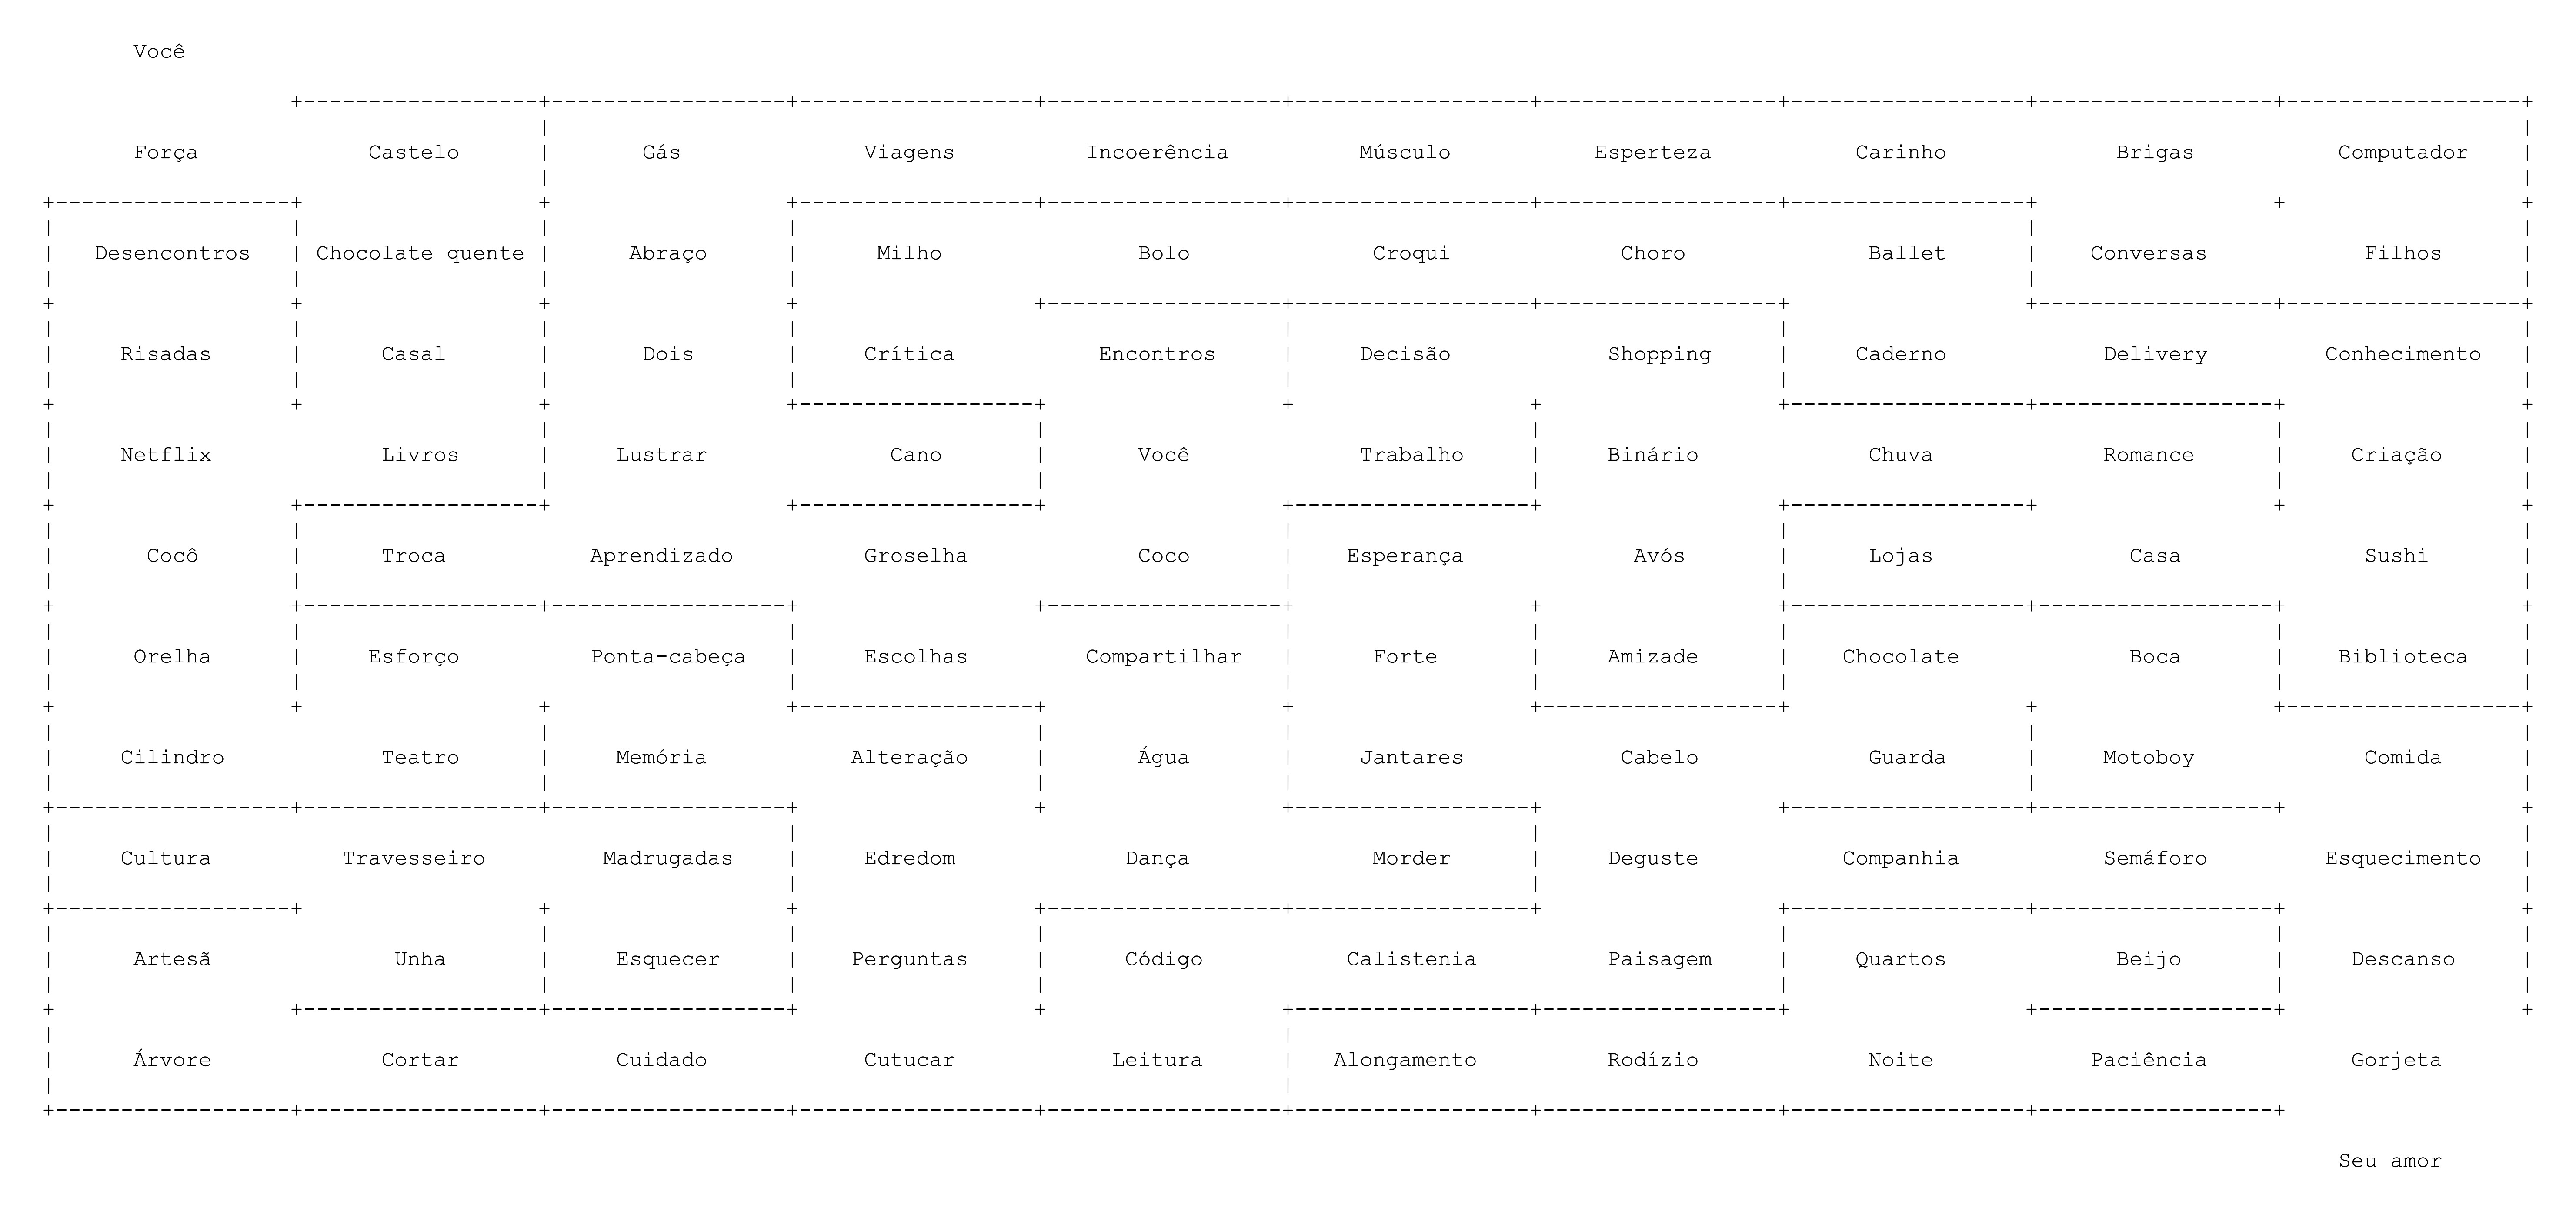 Você
Força Castelo Gás Viagens Incoerência Músculo Esperteza Carinho Brigas Computador
Desencontros Chocolate quente Abraço Milho Bolo Croqui Choro Ballet Conversas Filhos
Risadas Casal Dois Crítica Encontros Decisão Shopping Caderno Delivery Conhecimento
Netflix Livros Lustrar Cano Você Trabalho Binário Chuva Romance Criação
Cocô Troca Aprendizado Groselha Coco Esperança Avós Lojas Casa Sushi
Orelha Esforço Ponta-cabeça Escolhas Compartilhar Forte Amizade Chocolate Boca Biblioteca
Cilindro Teatro Memória Alteração Água Jantares Cabelo Guarda Motoboy Comida
Cultura Travesseiro Madrugadas Edredom Dança Morder Deguste Companhia Semáforo Esquecimento
Artesã Unha Esquecer Perguntas Código Calistenia Paisagem Quartos Beijo Descanso
Árvore Cortar Cuidado Cutucar Leitura Alongamento Rodízio Noite Paciência Gorjeta
Seu amor